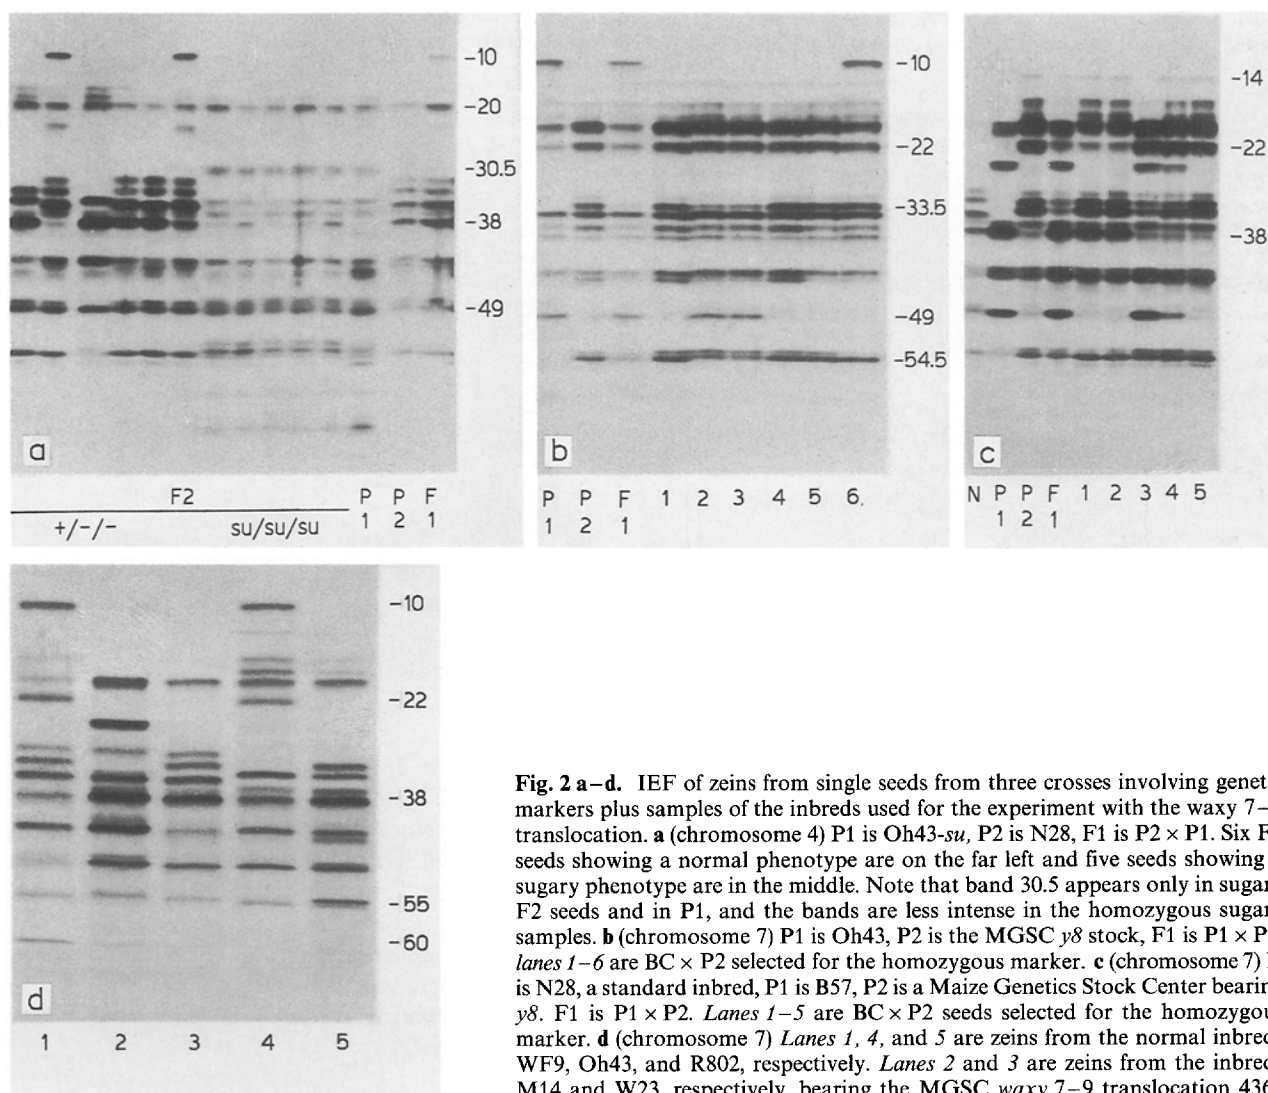 -10
-20
-30.5
-38
-49
a
F2
P P F
1 2 1
+/-/- su/su/su
-10
-22
-33.5
-49
-54.5
b
P P F 1 2 3 4 5 6.
1 2 1
-14
-22
-38
c
N P P F 1 2 3 4 5
1 2 1
-10
-22
-38
-55
-60
d
1 2 3 4 5
Fig. 2 a–d. IEF of zeins from single seeds from three crosses involving
markers plus samples of the inbreds used for the experiment with the waxy
translocation. a (chromosome 4) P1 is Oh43-su, P2 is N28, F1 is P2 × P1. Six
seeds showing a normal phenotype are on the far left and five seeds showing
sugary phenotype are in the middle. Note that band 30.5 appears only in
F2 seeds and in P1, and the bands are less intense in the homozygous
samples. b (chromosome 7) P1 is Oh43, P2 is the MGSC y8 stock, F1 is P1 ×
lanes 1–6 are BC × P2 selected for the homozygous marker. c (chromosome 7)
is N28, a standard inbred, P1 is B57, P2 is a Maize Genetics Stock Center
y8. F1 is P1 × P2. Lanes 1–5 are BC × P2 seeds selected for the
marker. d (chromosome 7) Lanes 1, 4, and 5 are zeins from the normal
WF9, Oh43, and R802, respectively. Lanes 2 and 3 are zeins from the
M14 and W23, respectively, bearing the MGSC waxy 7–9 translocation